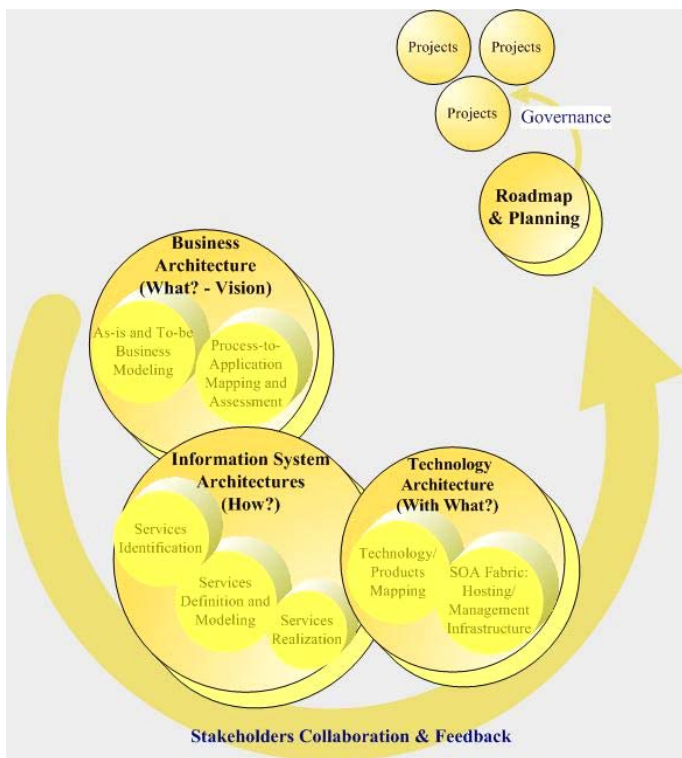 Projects
Projects
Projects
Governance
Roadmap
& Planning
Business
Architecture
(What? - Vision)
As-is and To-be
Business
Modeling
Process-to-
Application
Mapping and
Assessment
Information System
Architectures
(How?)
Services
Identification
Services
Definition and
Modeling
Services
Realization
Technology
Architecture
(With What?)
Technology/
Products
Mapping
SOA Fabric:
Hosting/
Management
Infrastructure
Stakeholders Collaboration & Feedback